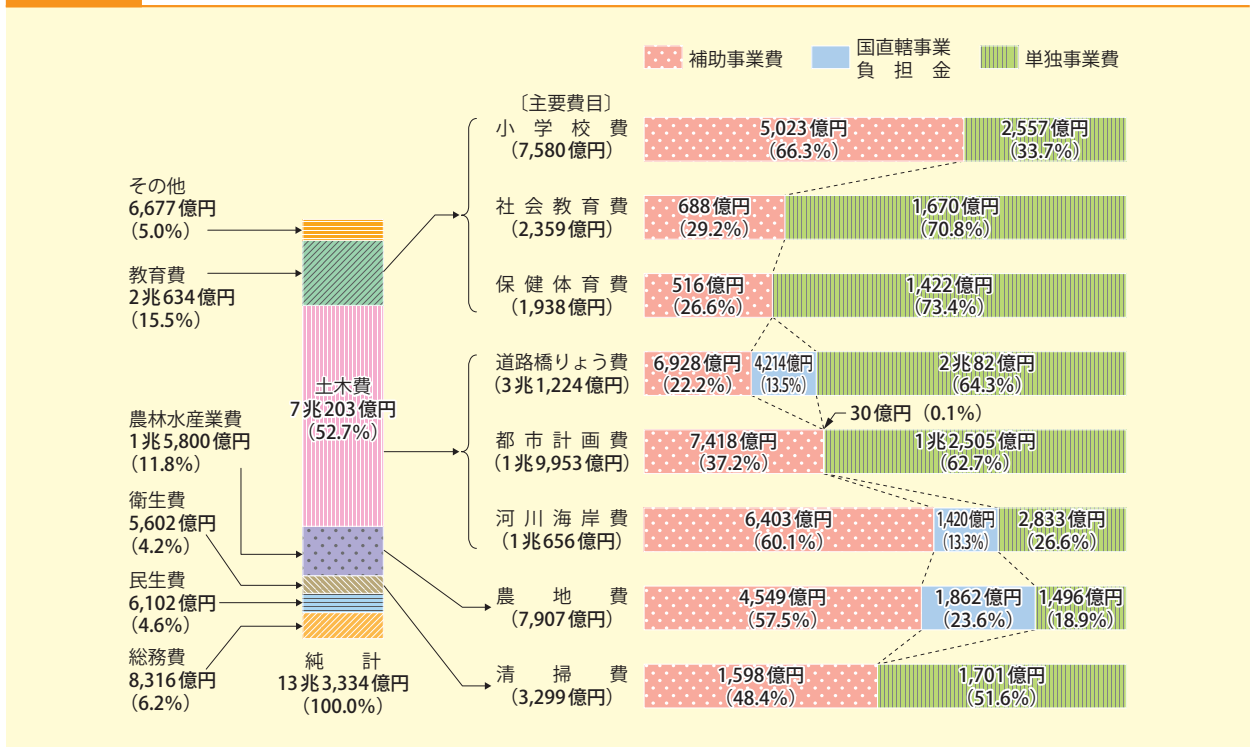 補助事業費
国直轄事業
負担金
単独事業費
その他
6,677億円
(5.0%)
教育費
2兆634億円
(15.5%)
土木費
7兆203億円
(52.7%)
農林水産業費
1兆5,800億円
(11.8%)
衛生費
5,602億円
(4.2%)
民生費
6,102億円
(4.6%)
総務費
8,316億円
(6.2%)
純計
13兆3,334億円
(100.0%)
〔主要費目〕
小学校費
(7,580億円)
5,023億円
(66.3%)
2,557億円
(33.7%)
社会教育費
(2,359億円)
688億円
(29.2%)
1,670億円
(70.8%)
保健体育費
(1,938億円)
516億円
(26.6%)
1,422億円
(73.4%)
道路橋りょう費
(3兆1,224億円)
6,928億円
(22.2%)
4,214億円
(13.5%)
2兆82億円
(64.3%)
都市計画費
(1兆9,953億円)
7,418億円
(37.2%)
30億円(0.1%)
1兆2,505億円
(62.7%)
河川海岸費
(1兆656億円)
6,403億円
(60.1%)
1,420億円
(13.3%)
2,833億円
(26.6%)
農地費
(7,907億円)
4,549億円
(57.5%)
1,862億円
(23.6%)
1,496億円
(18.9%)
清掃費
(3,299億円)
1,598億円
(48.4%)
1,701億円
(51.6%)